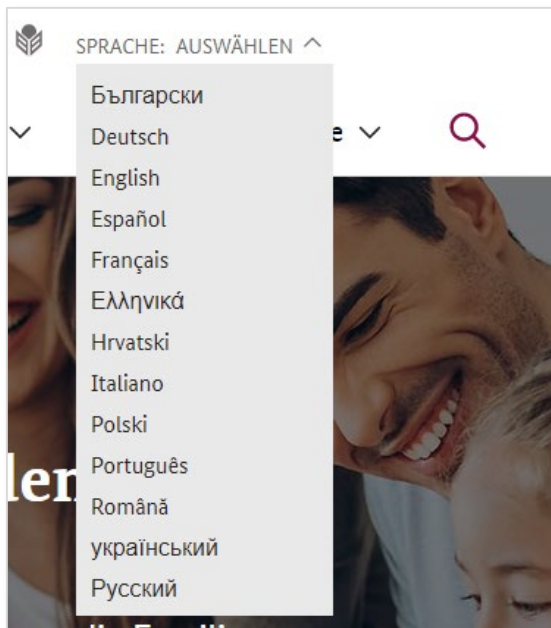 SPRACHE: AUSWÄHLEN
Български
Deutsch
English
Español
Français
Ελληνικά
Hrvatski
Italiano
Polski
Português
Română
український
Русский